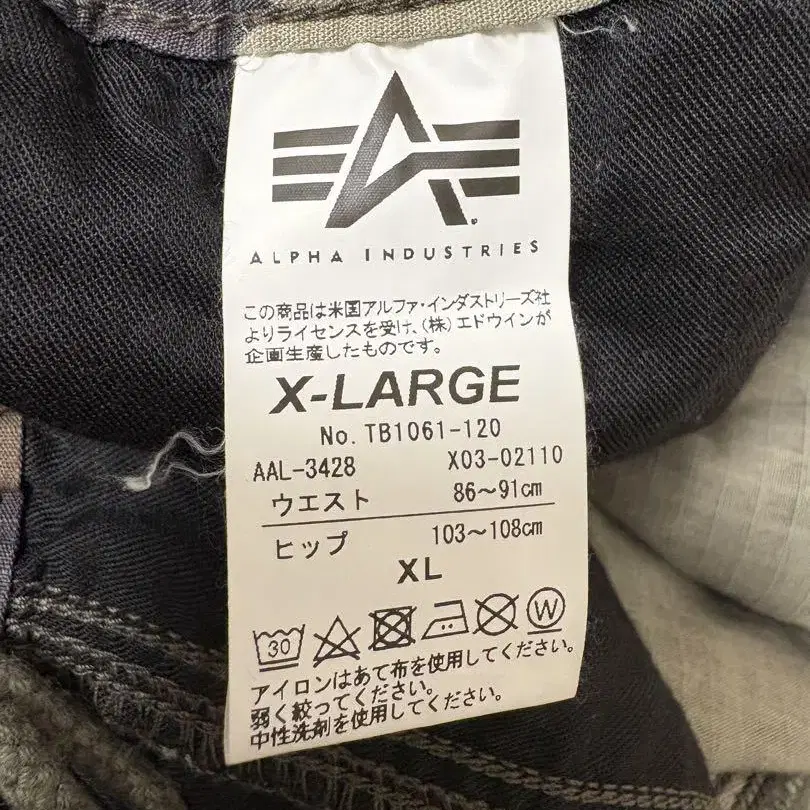 ALPHA INDUSTRIES
この商品は米国アルファ・インダストリーズ社
よりライセンスを受け、(株)エドウインが
企画生産したものです。
X-LARGE
No. TB1061-120
AAL-3428 X03-02110
ウエスト 86～91cm
ヒップ 103～108cm
XL
30 W
アイロンはあて布を使用してください。
弱く絞ってください。
中性洗剤を使用してください。